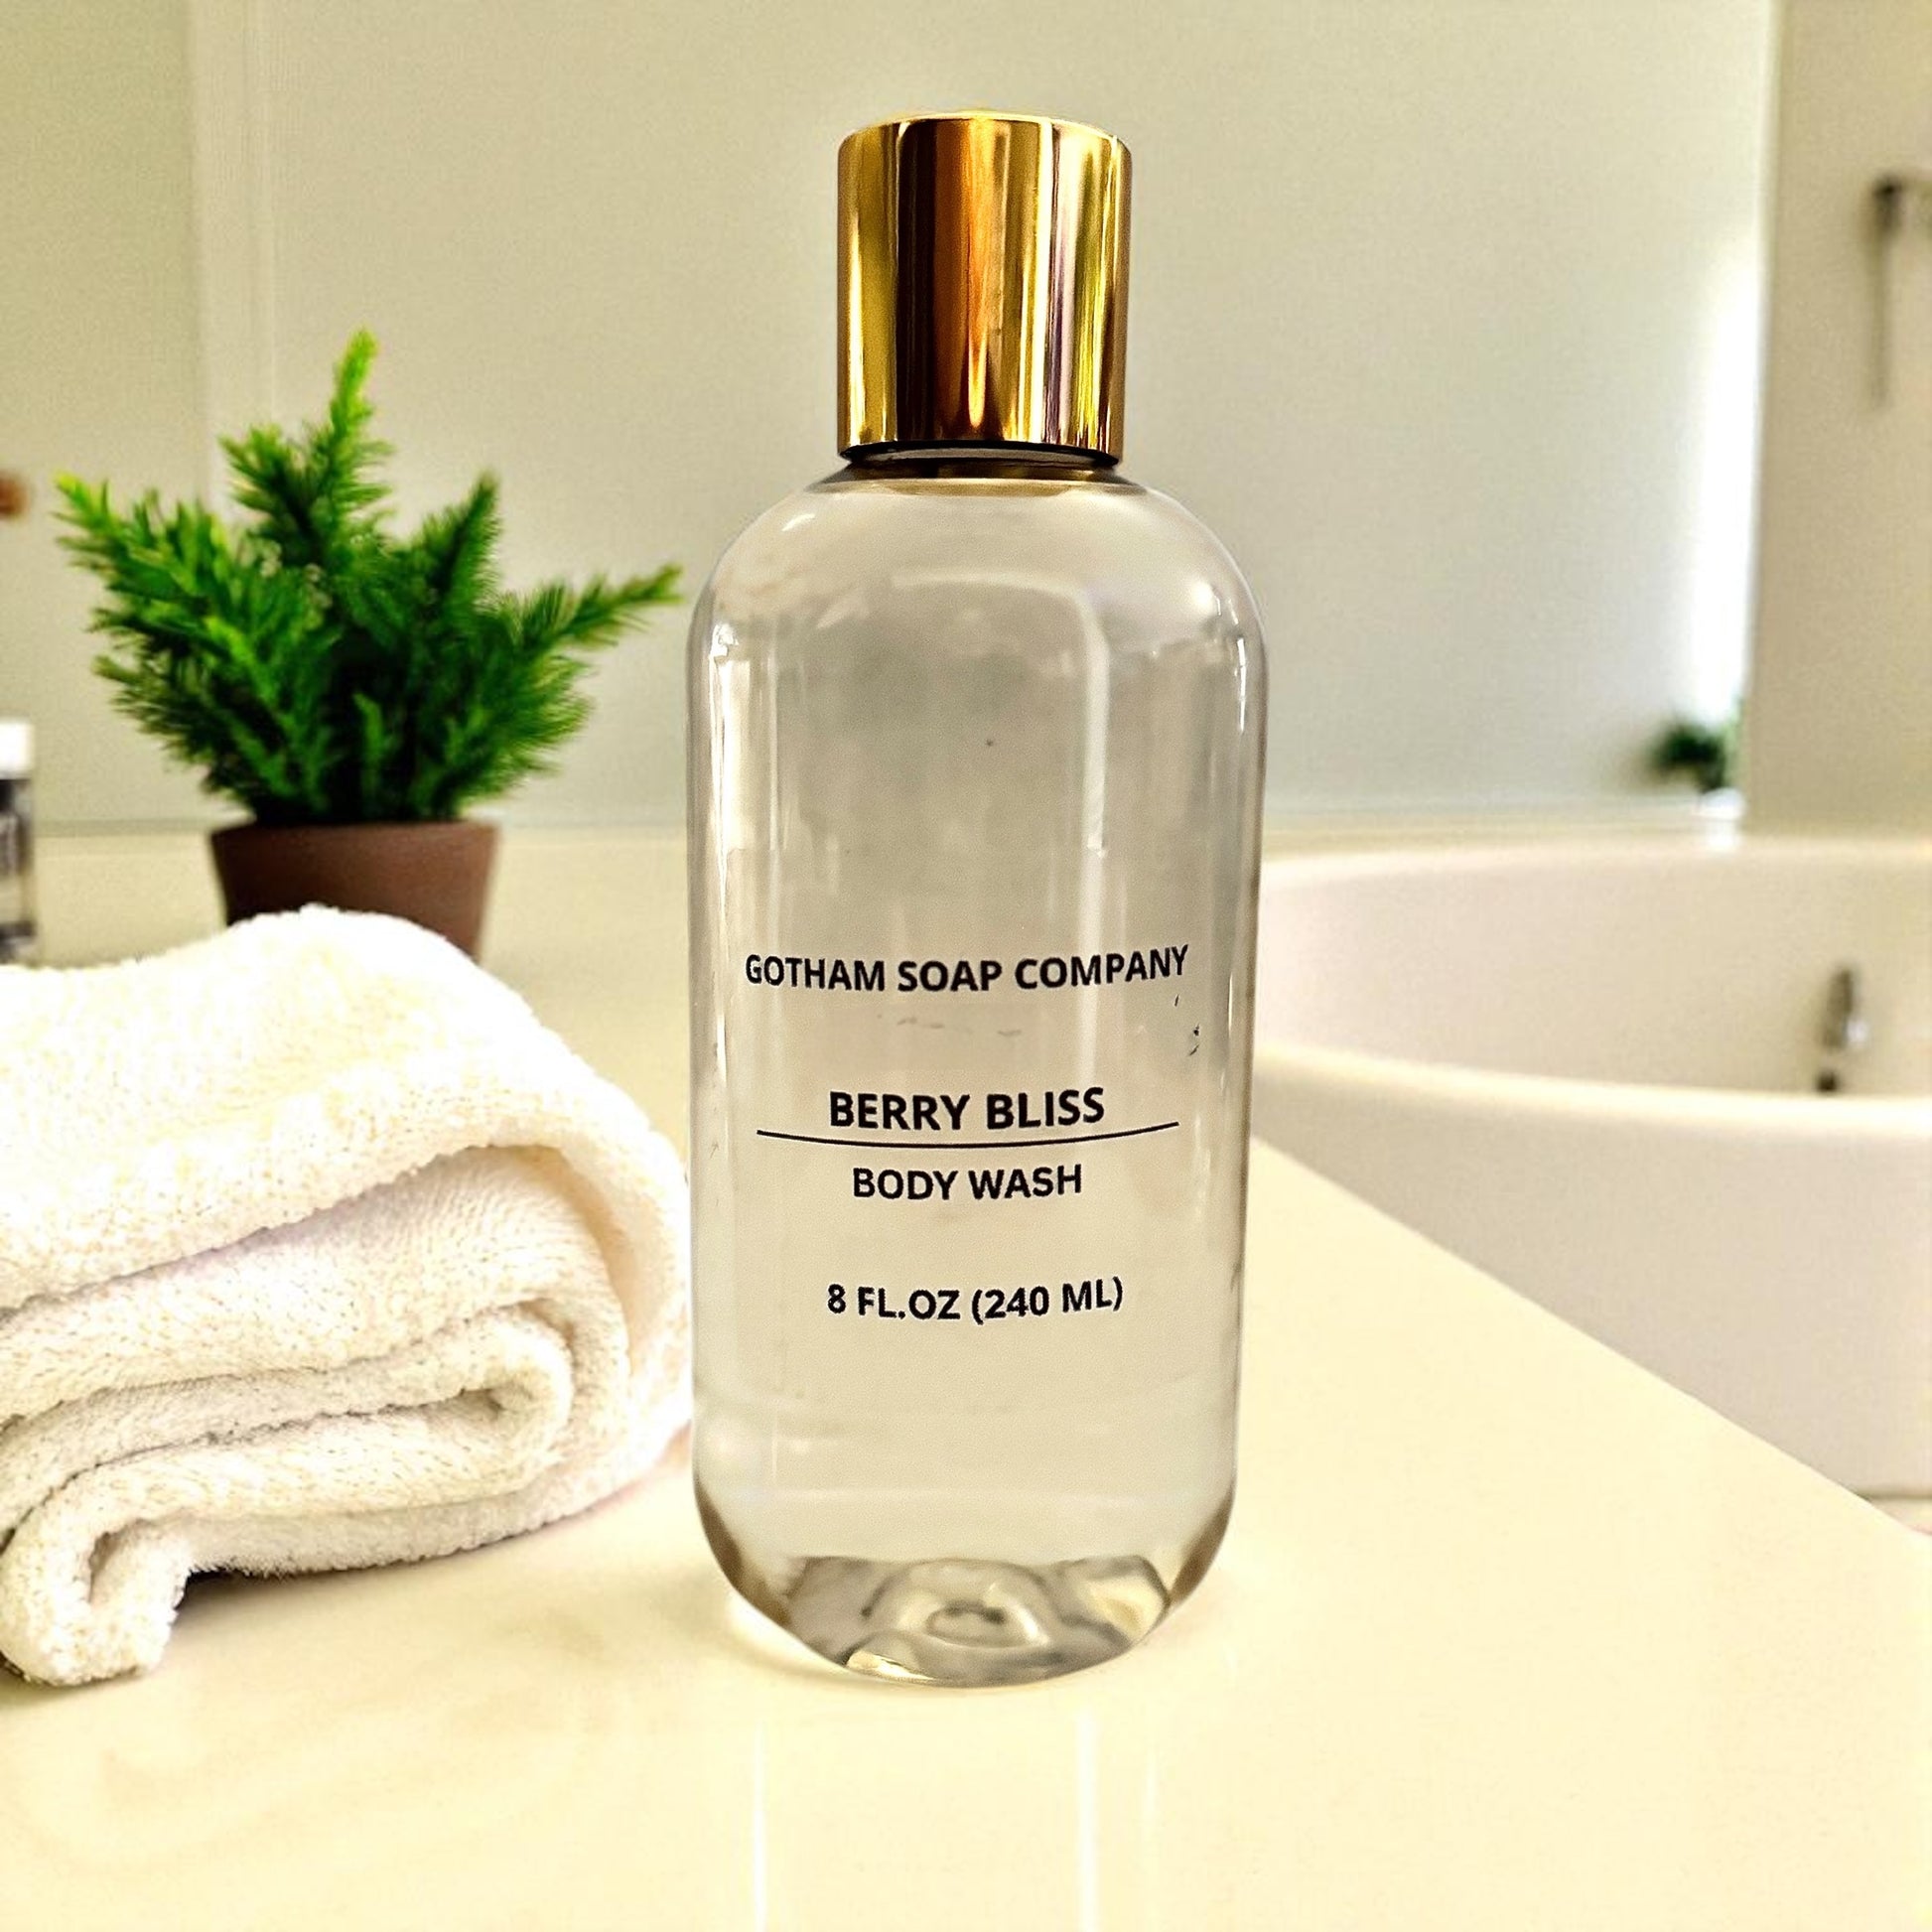 GOTHAM SOAP COMPANY
BERRY BLISS
BODY WASH
8 FL.OZ (240 ML)